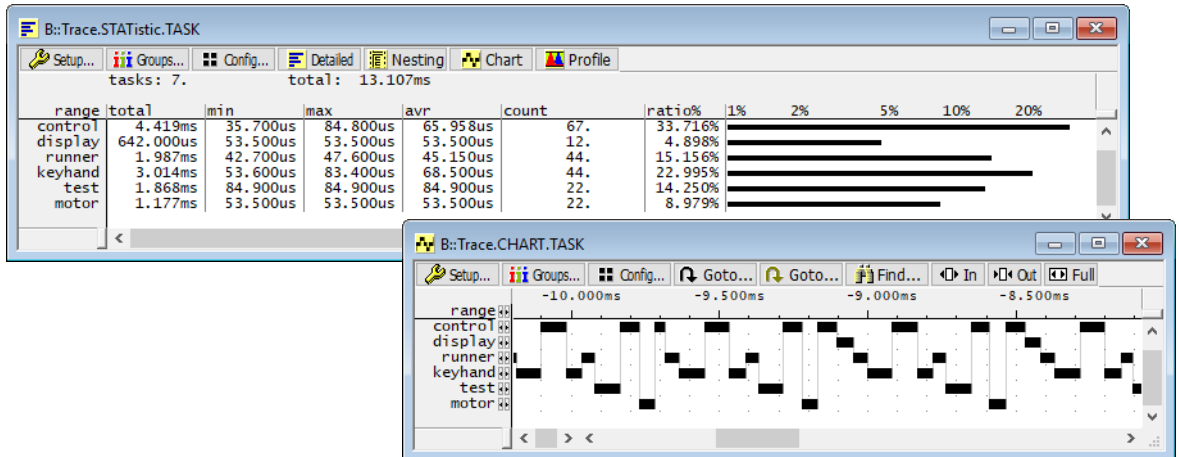 B::Trace.STATistic.TASK
Setup... Groups... Config... Detailed Nesting Chart Profile
tasks: 7. total: 13.107ms
range total min max avr count ratio% 1% 2% 5% 10% 20%
control 4.419ms 35.700us 84.800us 65.958us 67. 33.716%
display 642.000us 53.500us 53.500us 53.500us 12. 4.898%
runner 1.987ms 42.700us 47.600us 45.150us 44. 15.156%
keyhand 3.014ms 53.600us 83.400us 68.500us 44. 22.995%
test 1.868ms 84.900us 84.900us 84.900us 22. 14.250%
motor 1.177ms 53.500us 53.500us 53.500us 22. 8.979%
B::Trace.CHART.TASK
Setup... Groups... Config... Goto... Goto... Find... In Out Full
-10.000ms -9.500ms -9.000ms -8.500ms
range
control
display
runner
keyhand
test
motor